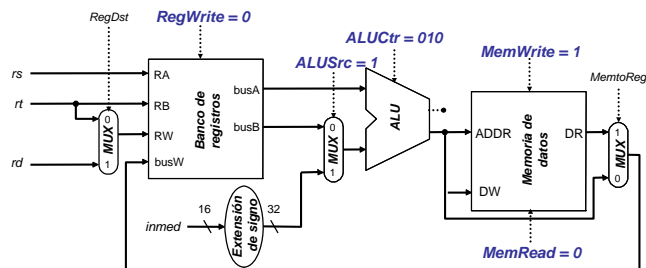 RegDst
RegWrite = 0
ALUCtr = 010
ALUSrc = 1
MemWrite = 1
MemtoReg
rs
rt
rd
0
MUX
1
RA
RB
RW
busW
Banco de
registros
busA
busB
inmed
16
Extensión
de signo
32
0
MUX
1
ALU
ADDR
DW
Memoria de
datos
DR
1
MUX
0
MemRead = 0